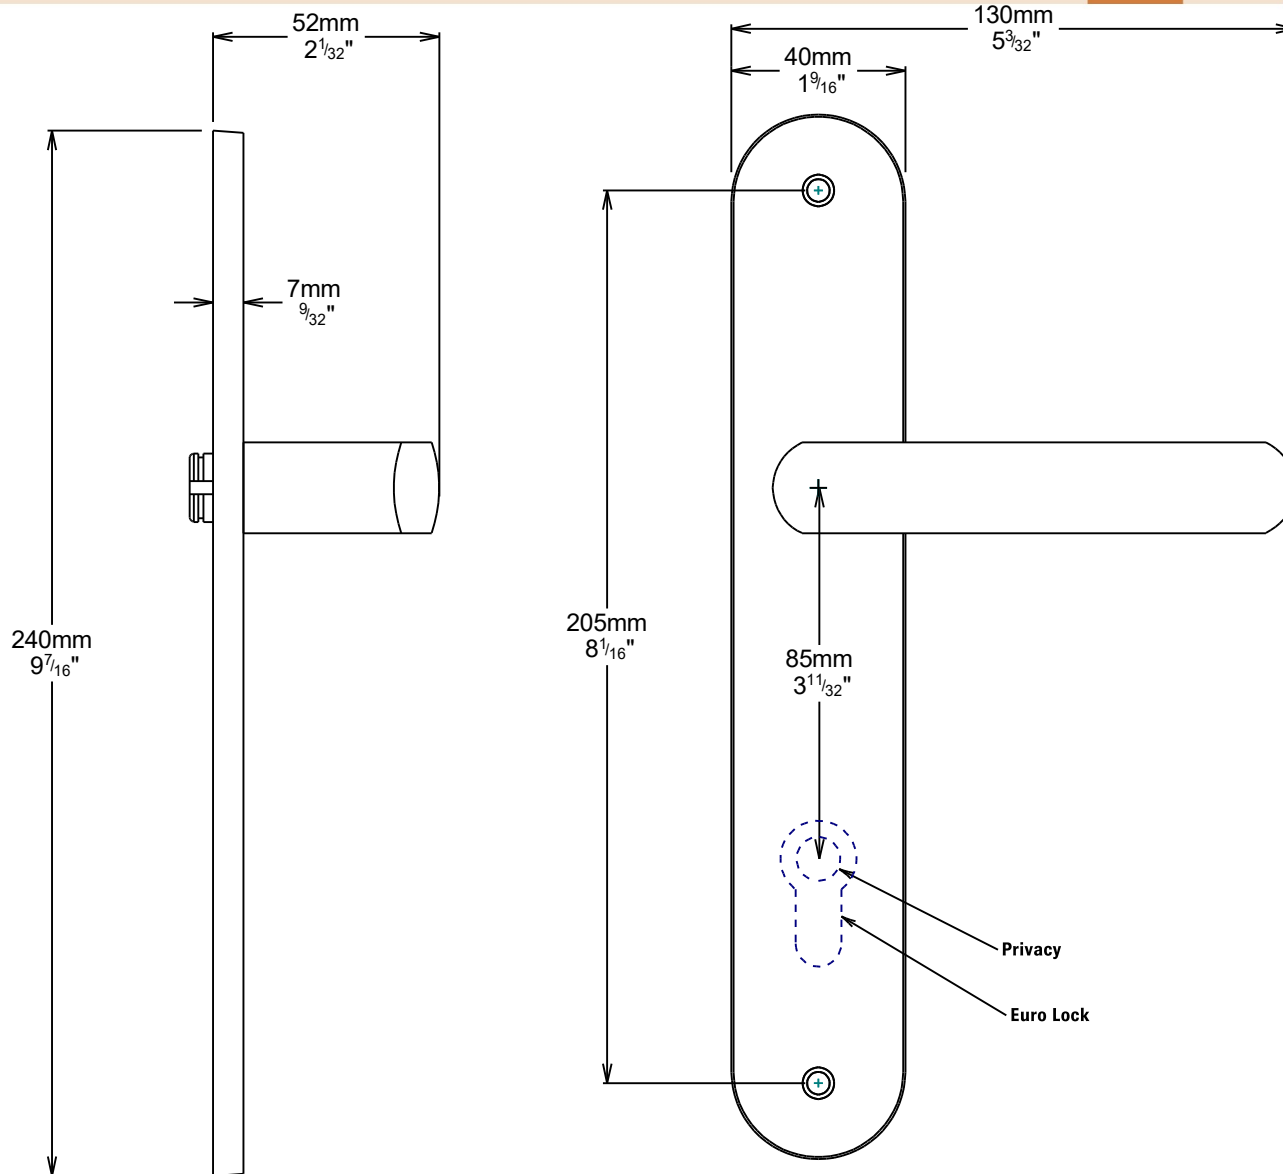 52mm
2 1/32"
130mm
5 3/32"
40mm
1 9/16"
7mm
9/32"
240mm
9 7/16"
205mm
8 1/16"
85mm
3 11/32"
Privacy
Euro Lock